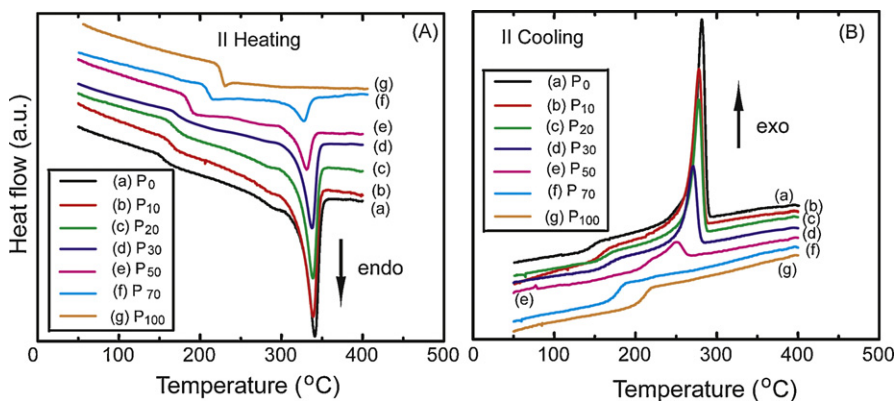 II Heating
(A)
(g)
(f)
(e)
(d)
(c)
(b)
(a)
(a) P0
(b) P10
(c) P20
(d) P30
(e) P50
(f) P 70
(g) P100
endo
Heat flow (a.u.)
0 100 200 300 400 500
Temperature (°C)
II Cooling
(B)
(a) P0
(b) P10
(c) P20
(d) P30
(e) P50
(f) P 70
(g) P100
exo
(a)
(b)
(c)
(d)
(f)
(g)
(e)
0 100 200 300 400 500
Temperature (°C)